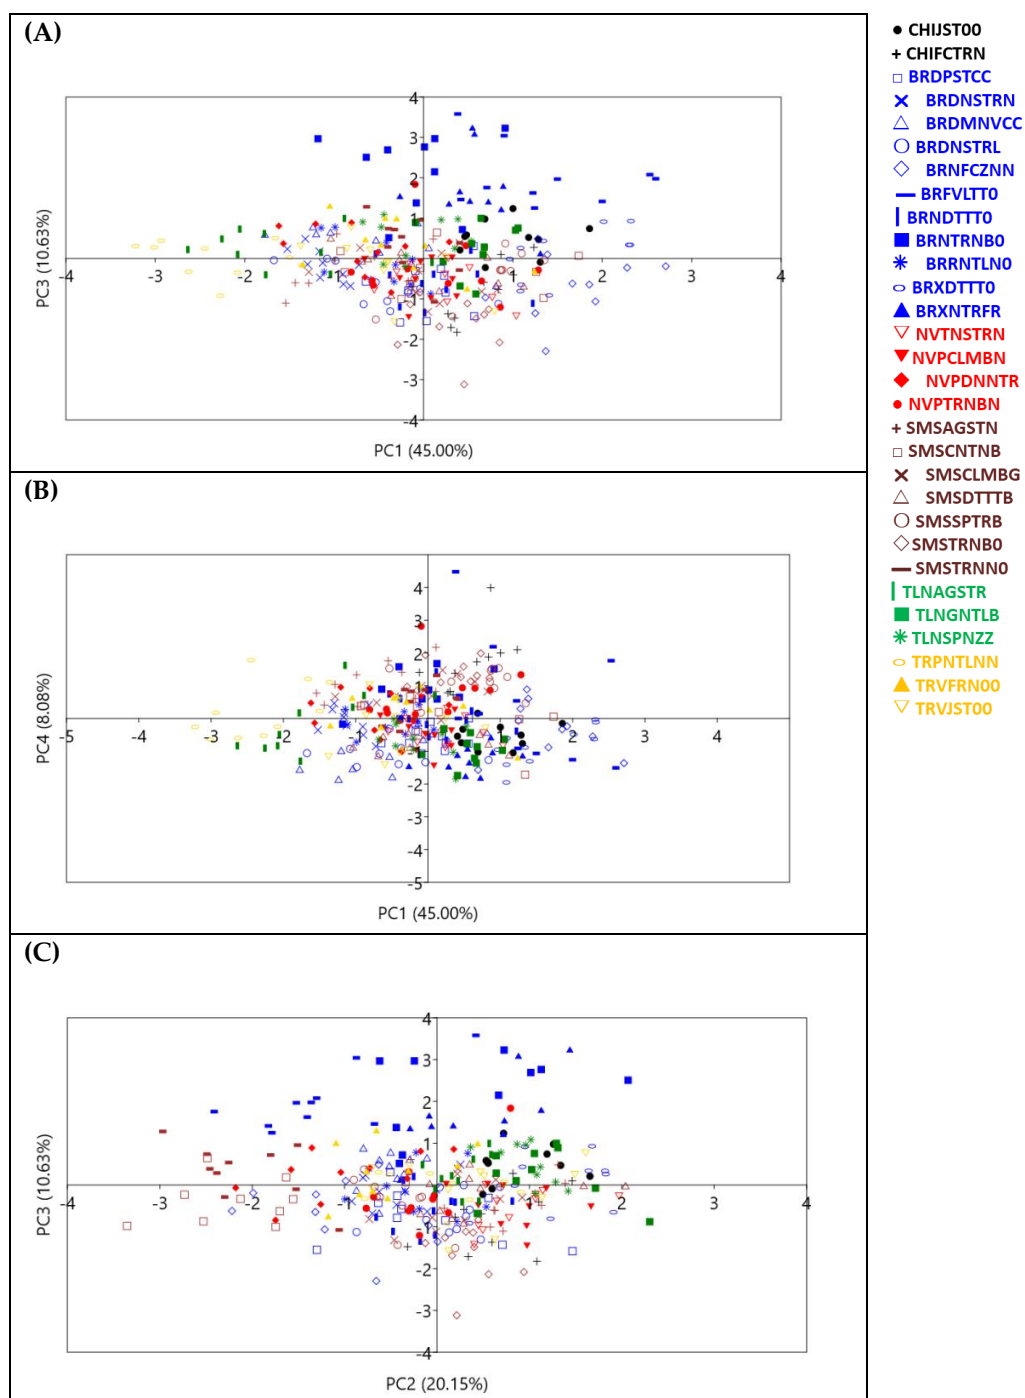 (A)
4
3
2
1
-4
-3
-2
-1
1
2
3
4
-1
-2
-3
-4
PC3 (10.63%)
PC1 (45.00%)
(B)
4
3
2
1
-5
-4
-3
-2
-1
1
2
3
4
-1
-2
-3
-4
-5
PC4 (8.08%)
PC1 (45.00%)
(C)
4
3
2
1
-4
-3
-2
-1
1
2
3
4
-1
-2
-3
-4
PC3 (10.63%)
PC2 (20.15%)
CHIJST00
CHIFCTRN
BRDPSTCC
BRDNSTRN
BRDMNVCC
BRDNSTRL
BRNFCZNN
BRFVLTT0
BRNDTTT0
BRNTRNB0
BRRNTLN0
BRXDTTT0
BRXNTRFR
NVTNSTRN
NVPCLMBN
NVPDNNTR
NVPTRNBN
SMSAGSTN
SMSCNTNB
SMSCLMBG
SMSDTTTB
SMSSPTRB
SMSTRNB0
SMSTRNN0
TLNAGSTR
TLNGNTLB
TLNSPNZZ
TRPNTLNN
TRVFRN00
TRVJST00